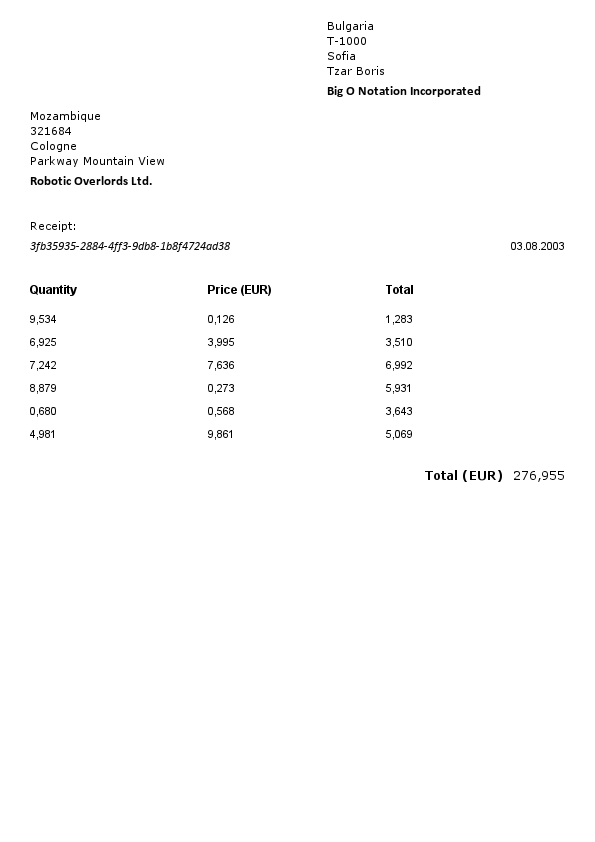 Bulgaria
T-1000
Sofia
Tzar Boris
Big O Notation Incorporated
Mozambique
321684
Cologne
Parkway Mountain View
Robotic Overlords Ltd.
Receipt:
3fb35935-2884-4ff3-9db8-1b8f4724ad38 03.08.2003
Quantity Price (EUR) Total
9,534 0,126 1,283
6,925 3,995 3,510
7,242 7,636 6,992
8,879 0,273 5,931
0,680 0,568 3,643
4,981 9,861 5,069
Total (EUR) 276,955